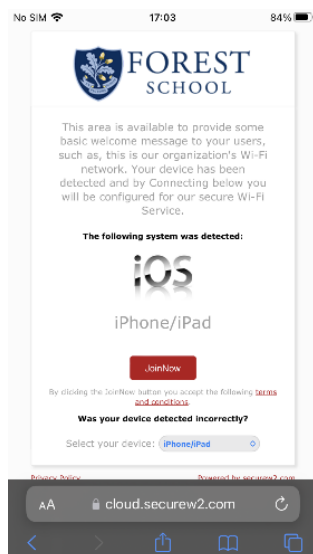 No SIM 17:03 84%
FOREST
SCHOOL
This area is available to provide some
basic welcome message to your users,
such as, this is our organization's Wi-Fi
network. Your device has been
detected and by Connecting below you
will be configured for our secure Wi-Fi
Service.
The following system was detected:
iOS
iPhone/iPad
JoinNow
By clicking the JoinNow button you accept the following terms
and conditions.
Was your device detected incorrectly?
Select your device: iPhone/iPad
Privacy Policy Powered by securew2.com
AA cloud.securew2.com